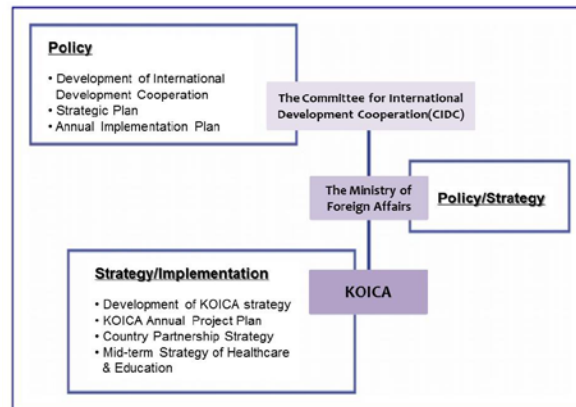 Policy
• Development of International
Development Cooperation
• Strategic Plan
• Annual Implementation Plan
The Committee for International
Development Cooperation(CIDC)
The Ministry of
Foreign Affairs
Policy/Strategy
Strategy/Implementation
• Development of KOICA strategy
• KOICA Annual Project Plan
• Country Partnership Strategy
• Mid-term Strategy of Healthcare
& Education
KOICA